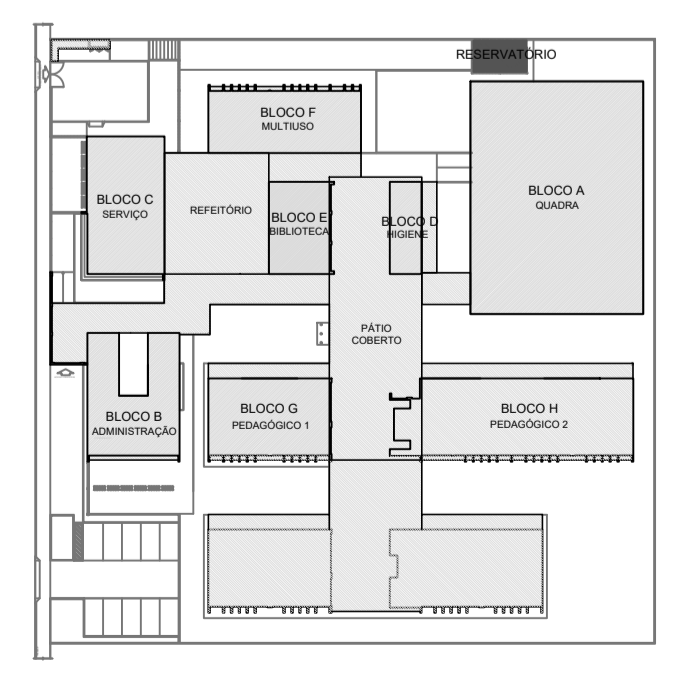 RESERVATÓRIO
BLOCO F
MULTIUSO
BLOCO A
QUADRA
BLOCO C
SERVIÇO
REFEITÓRIO
BLOCO E
BIBLIOTECA
BLOCO D
HIGIENE
PÁTIO
COBERTO
BLOCO B
ADMINISTRAÇÃO
BLOCO G
PEDAGÓGICO 1
BLOCO H
PEDAGÓGICO 2